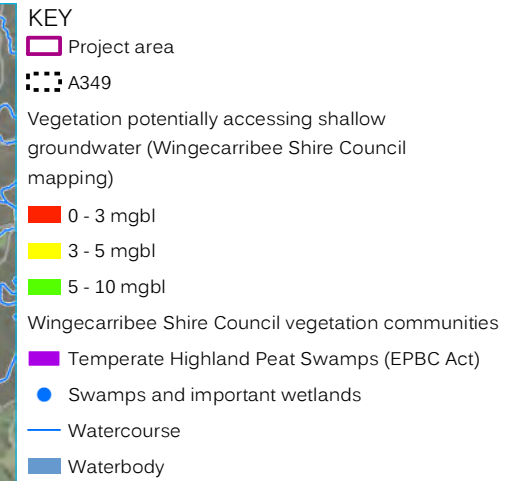 KEY
Project area
A349
Vegetation potentially accessing shallow
groundwater (Wingecarribee Shire Council
mapping)
0 - 3 mgbl
3 - 5 mgbl
5 - 10 mgbl
Wingecarribee Shire Council vegetation communities
Temperate Highland Peat Swamps (EPBC Act)
Swamps and important wetlands
Watercourse
Waterbody